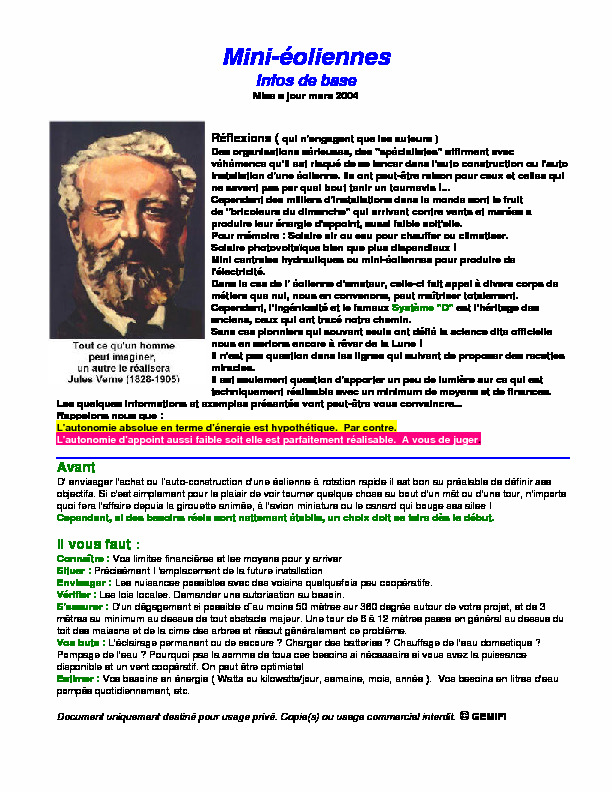 Mini-éoliennes
Infos de base
Mise a jour mars 2004
Réflexions ( qui n'engagent que les auteurs )
Des organisations sérieuses, des "spécialistes" affirment avec
véhémence qu'il est risqué de se lancer dans l'auto construction ou l'auto
installation d'une éolienne. Ils ont peut-être raison pour ceux et celles qui
ne savent pas par quel bout tenir un tournevis !...
Cependant des milliers d'installations dans le monde sont le fruit
de "bricoleurs du dimanche" qui arrivent contre vents et marées a
produire leur énergie d'appoint, aussi faible soit'elle.
Pour mémoire : Solaire air ou eau pour chauffer ou climatiser.
Solaire photovoltaïque bien que plus dispendieux !
Mini centrales hydrauliques ou mini-éoliennes pour produire de
l'électricité.
Dans le cas de l' éolienne d'amateur, celle-ci fait appel à divers corps de
métiers que nul, nous en convenons, peut maîtriser totalement.
Cependant, l'ingéniosité et le fameux Système "D" est l'héritage des
anciens, ceux qui ont tracé notre chemin.
Sans ces pionniers qui souvent seuls ont défié la science dite officielle
nous en serions encore à rêver de la Lune !
Il n'est pas question dans les lignes qui suivent de proposer des recettes
miracles.
Il est seulement question d'apporter un peu de lumière sur ce qui est
techniquement réalisable avec un minimum de moyens et de finances.
Tout ce qu'un homme
peut imaginer,
un autre le réalisera
Jules Verne (1828-1905)
Les quelques informations et exemples présentés vont peut-être vous convaincre...
Rappelons nous que :
L'autonomie absolue en terme d'énergie est hypothétique. Par contre.
L'autonomie d'appoint aussi faible soit elle est parfaitement réalisable. A vous de juger
Avant
D' envisager l'achat ou l'auto-construction d'une éolienne à rotation rapide il est bon au préalable de définir ses
objectifs. Si c'est simplement pour le plaisir de voir tourner quelque chose au bout d'un mât ou d'une tour, n'importe
quoi fera l'affaire depuis la girouette animée, à l'avion miniature ou le canard qui bouge ses ailes !
Cependant, si des besoins réels sont nettement établis, un choix doit se faire dès le début.
Il vous faut :
Connaître : Vos limites financières et les moyens pour y arriver
Situer : Précisément l 'emplacement de la future installation
Envisager : Les nuisances possibles avec des voisins quelquefois peu coopératifs.
Vérifier : Les lois locales. Demander une autorisation au besoin.
S'assurer : D'un dégagement si possible d'au moins 50 mètres sur 360 degrés autour de votre projet, et de 3
mètres au minimum au dessus de tout obstacle majeur. Une tour de 8 à 12 mètres passe en général au dessus du
toit des maisons et de la cime des arbres et résout généralement ce problème.
Vos buts : L'éclairage permanent ou de secours ? Charger des batteries ? Chauffage de l'eau domestique ?
Pompage de l'eau ? Pourquoi pas la somme de tous ces besoins si nécessaire si vous avez la puissance
disponible et un vent coopératif. On peut être optimiste!
Estimer : Vos besoins en énergie ( Watts ou kilowatts/jour, semaine, mois, année ). Vos besoins en litres d'eau
pompés quotidiennement, etc.
Document uniquement destiné pour usage privé. Copie(s) ou usage commercial interdit. © GEMIFI